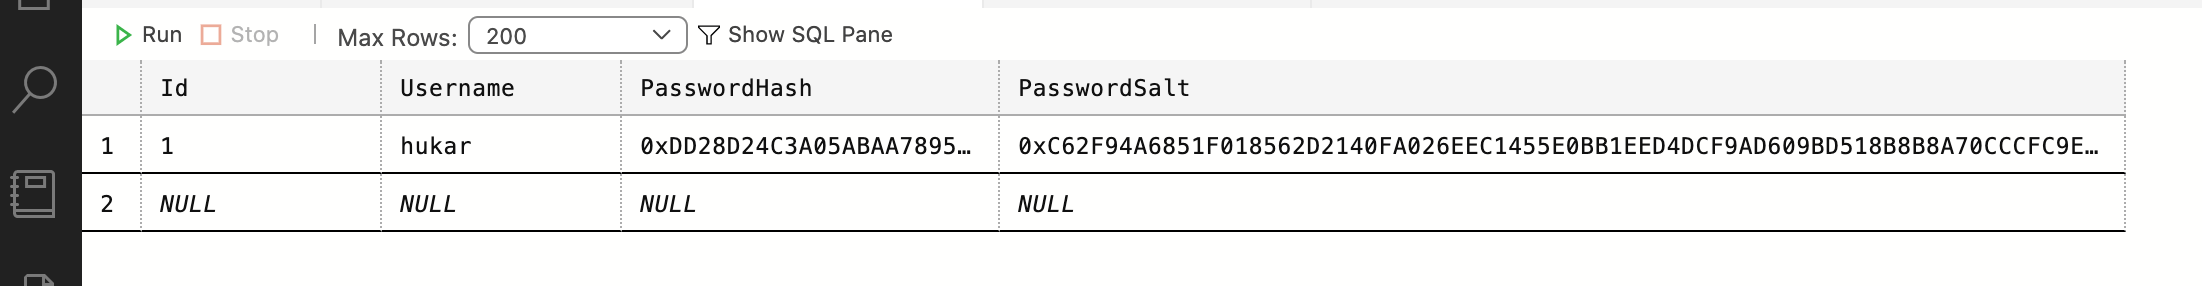 Run Stop Max Rows: 200 Show SQL Pane
Id Username PasswordHash PasswordSalt
1 1 hukar 0xDD28D24C3A05ABAA7895… 0xC62F94A6851F018562D2140FA026EEC1455E0BB1EED4DCF9AD609BD518B8B8A70CCCFC9E…
2 NULL NULL NULL NULL